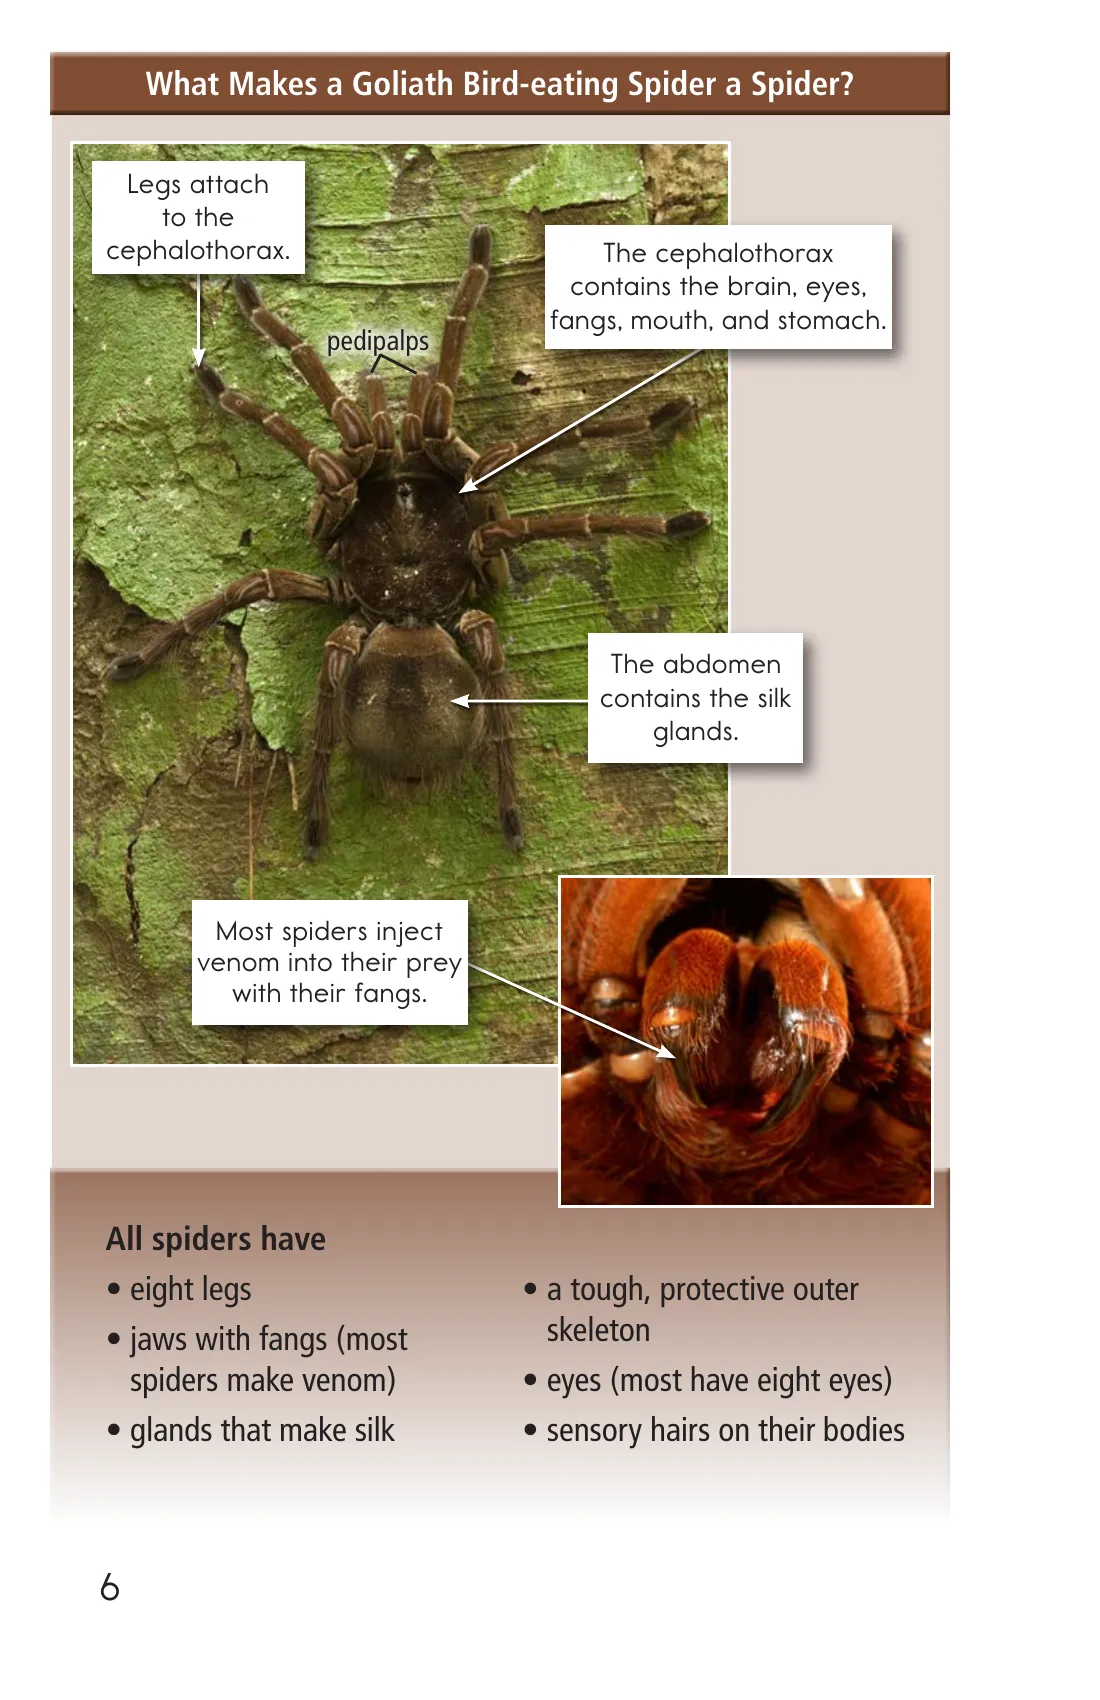 What Makes a Goliath Bird-eating Spider a Spider?
Legs attach
to the
cephalothorax.
The cephalothorax
contains the brain, eyes,
fangs, mouth, and stomach.
pedipalps
The abdomen
contains the silk
glands.
Most spiders inject
venom into their prey
with their fangs.
All spiders have
• eight legs
• jaws with fangs (most
spiders make venom)
• glands that make silk
• a tough, protective outer
skeleton
• eyes (most have eight eyes)
• sensory hairs on their bodies
6